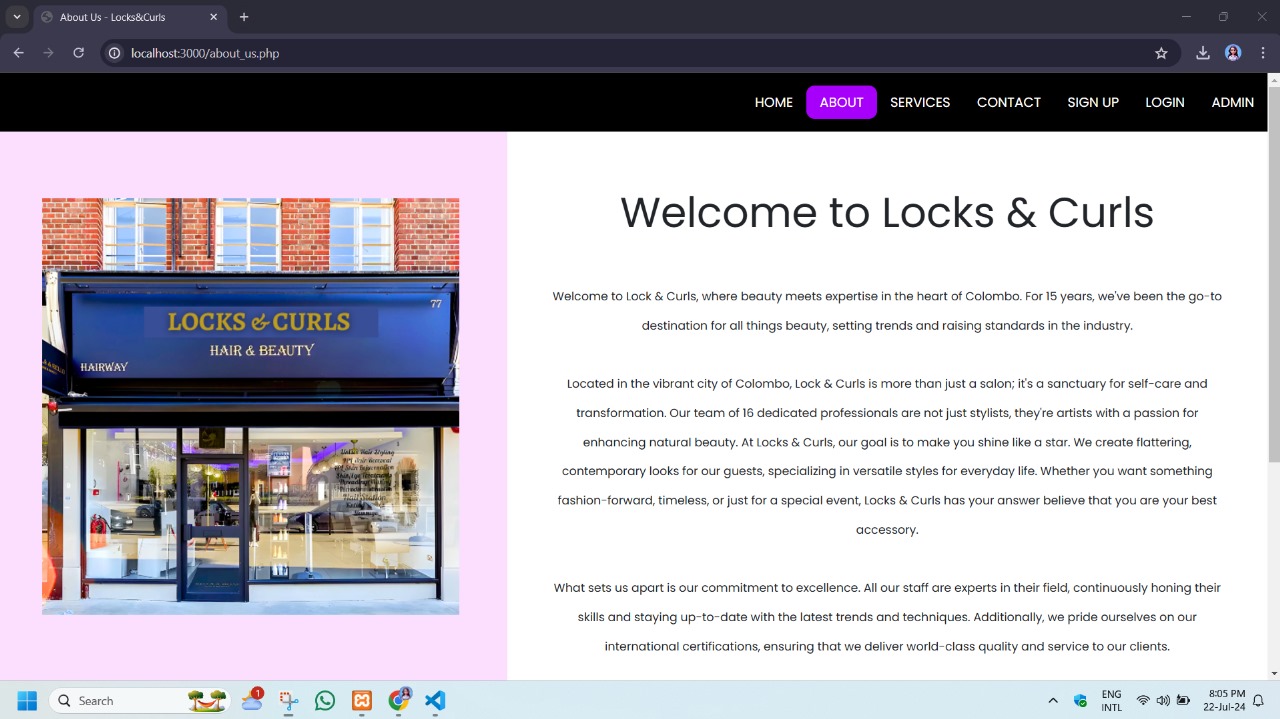 About Us - Locks&Curls
localhost:3000/about_us.php
HOME ABOUT SERVICES CONTACT SIGN UP LOGIN ADMIN
77
LOCKS & CURLS
HAIR & BEAUTY
HAIRWAY
Welcome to Locks & Curls
Welcome to Lock & Curls, where beauty meets expertise in the heart of Colombo. For 15 years, we've been the go-to
destination for all things beauty, setting trends and raising standards in the industry.
Located in the vibrant city of Colombo, Lock & Curls is more than just a salon; it's a sanctuary for self-care and
transformation. Our team of 16 dedicated professionals are not just stylists, they're artists with a passion for
enhancing natural beauty. At Locks & Curls, our goal is to make you shine like a star. We create flattering,
contemporary looks for our guests, specializing in versatile styles for everyday life. Whether you want something
fashion-forward, timeless, or just for a special event, Locks & Curls has your answer believe that you are your best
accessory.
What sets us apart is our commitment to excellence. All our staff are experts in their field, continuously honing their
skills and staying up-to-date with the latest trends and techniques. Additionally, we pride ourselves on our
international certifications, ensuring that we deliver world-class quality and service to our clients.
Search
1
ENG
INTL
8:05 PM
22-Jul-24